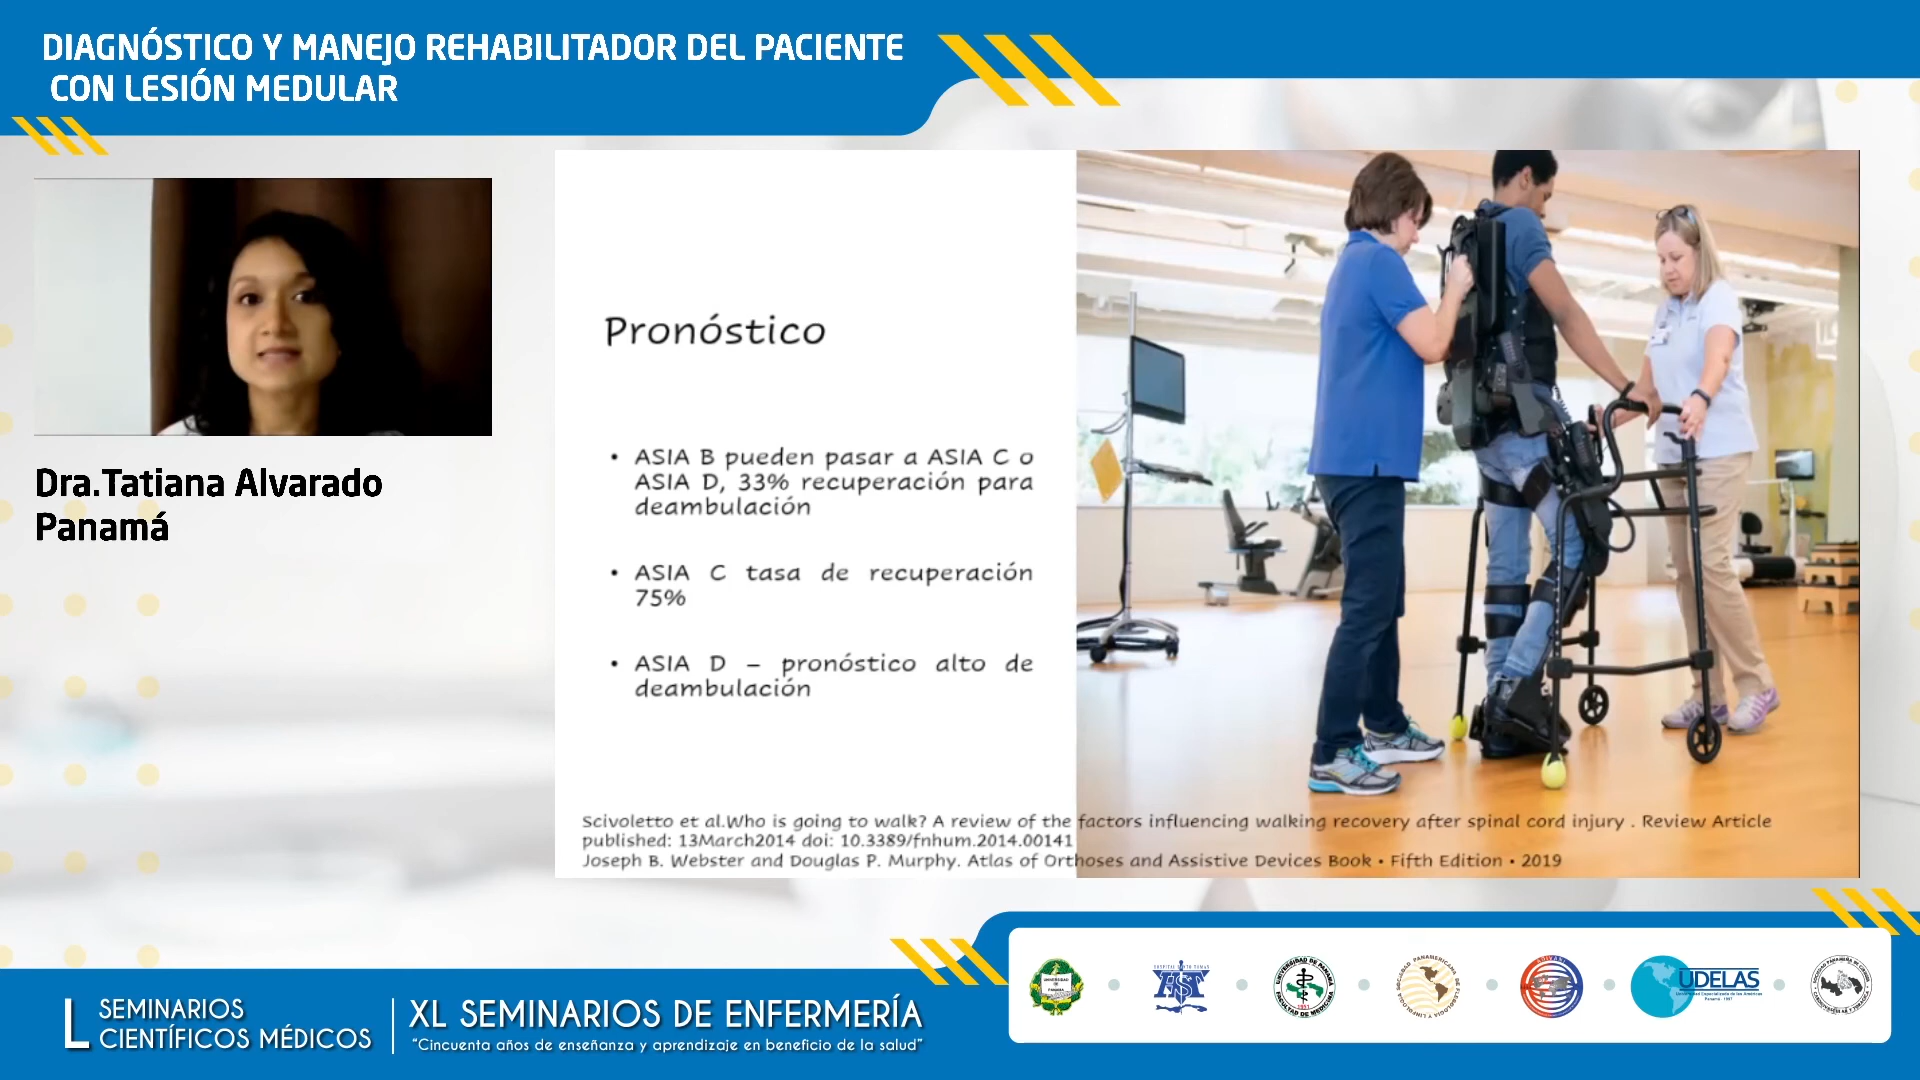 DIAGNÓSTICO Y MANEJO REHABILITADOR DEL PACIENTE
CON LESIÓN MEDULAR
Dra.Tatiana Alvarado
Panamá
Pronóstico
• ASIA B pueden pasar a ASIA C o
ASIA D, 33% recuperación para
deambulación
• ASIA C tasa de recuperación
75%
• ASIA D – pronóstico alto de
deambulación
Scivoletto et al.Who is going to walk? A review of the factors influencing walking recovery after spinal cord injury . Review Article
published: 13March2014 doi: 10.3389/fnhum.2014.00141
Joseph B. Webster and Douglas P. Murphy. Atlas of Orthoses and Assistive Devices Book • Fifth Edition • 2019
L SEMINARIOS
CIENTÍFICOS MÉDICOS
XL SEMINARIOS DE ENFERMERÍA
“Cincuenta años de enseñanza y aprendizaje en beneficio de la salud”
HST
UDELAS